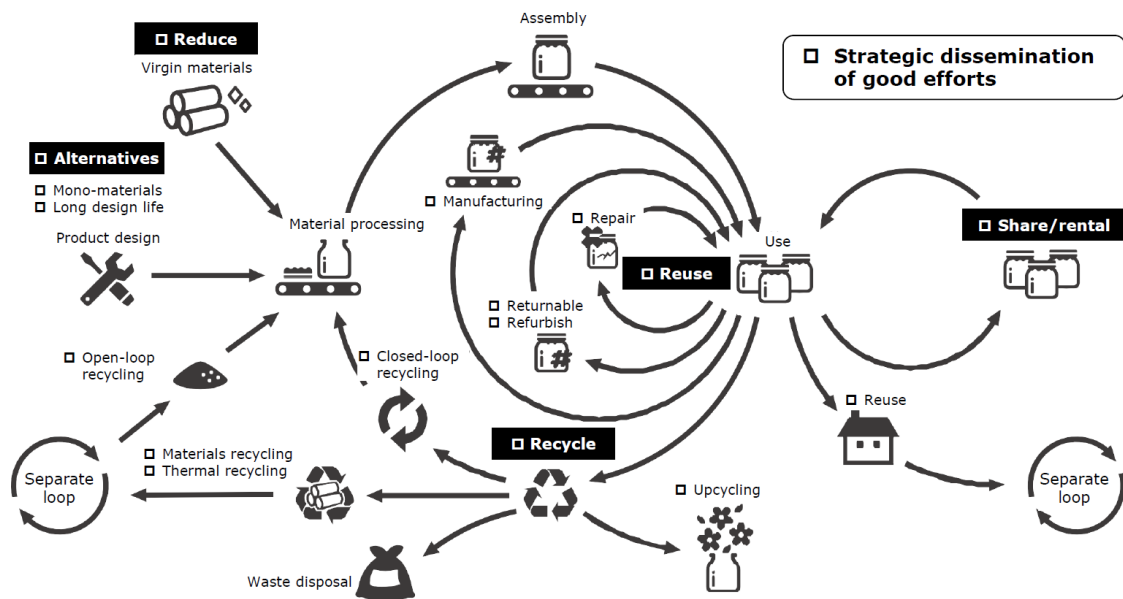 Assembly
□ Reduce
Virgin materials
□ Strategic dissemination
of good efforts
□ Alternatives
□ Mono-materials
□ Long design life
Product design
Material processing
□ Manufacturing
□ Repair
Use
□ Share/rental
□ Reuse
□ Returnable
□ Refurbish
□ Open-loop
recycling
□ Closed-loop
recycling
□ Reuse
□ Recycle
□ Materials recycling
□ Thermal recycling
Separate
loop
□ Upcycling
Separate
loop
Waste disposal